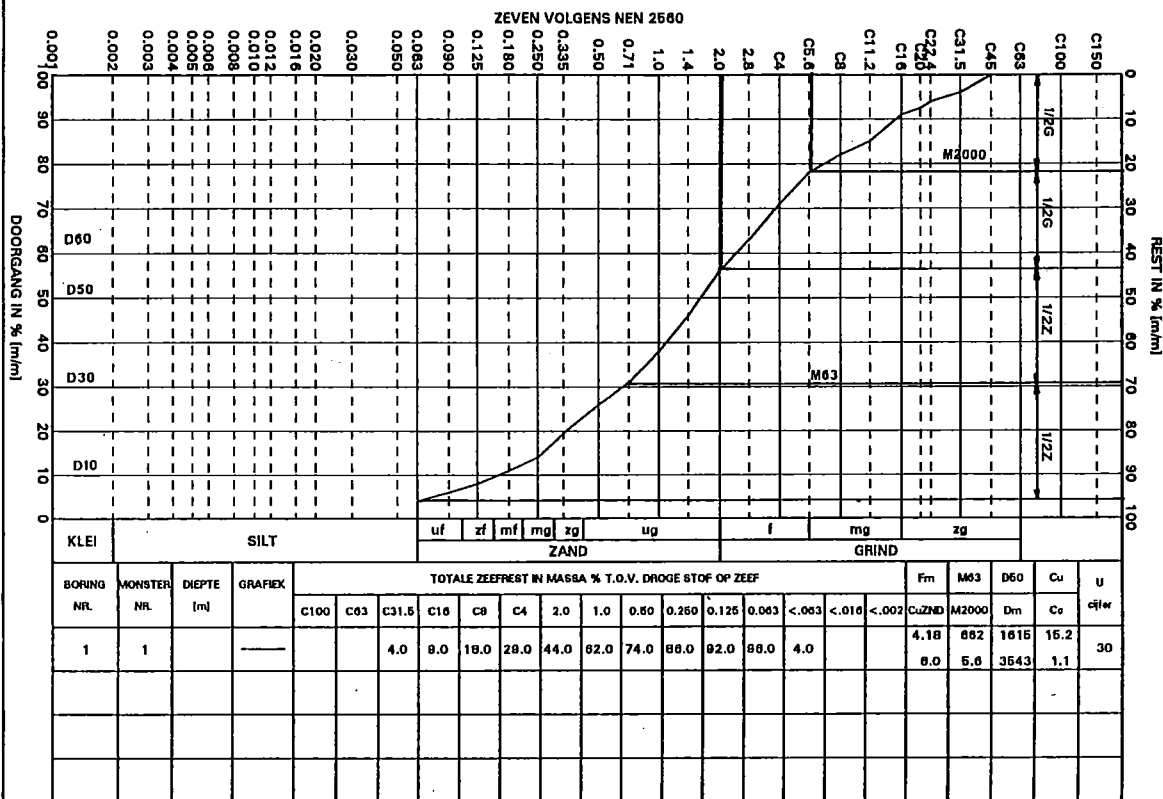 ZEVEN VOLGENS NEN 2560
0.001 0.002 0.003 0.004 0.005 0.006 0.008 0.010 0.012 0.016 0.020 0.030 0.050 0.063 0.090 0.125 0.180 0.250 0.335 0.50 0.71 1.0 1.4 2.0 2.8 C4 C5.6 C8 C11.2 C16 C22.4 C31.5 C45 C63 C100 C150
100 90 80 70 60 50 40 30 20 10 0
DOORGANG IN % [m/m]
D60
D50
D30
D10
M2000
M63
1/2G
1/2G
1/2Z
1/2Z
0 10 20 30 40 50 60 70 80 90 100
REST IN % [m/m]
KLEI SILT uf zf mf mg zg ug f mg zg
ZAND GRIND
BORING NR. MONSTER NR. DIEPTE [m] GRAFIEK TOTALE ZEEFREST IN MASSA % T.O.V. DROGE STOF OP ZEEF Fm M63 D50 Cu U cijfer
C100 C63 C31.5 C16 C8 C4 2.0 1.0 0.50 0.250 0.125 0.063 <.063 <.016 <.002 CuZND M2000 Dm Cc
1 1 4.0 9.0 18.0 29.0 44.0 62.0 74.0 86.0 92.0 96.0 4.0 4.18 662 1615 15.2 30
6.0 5.6 3543 1.1